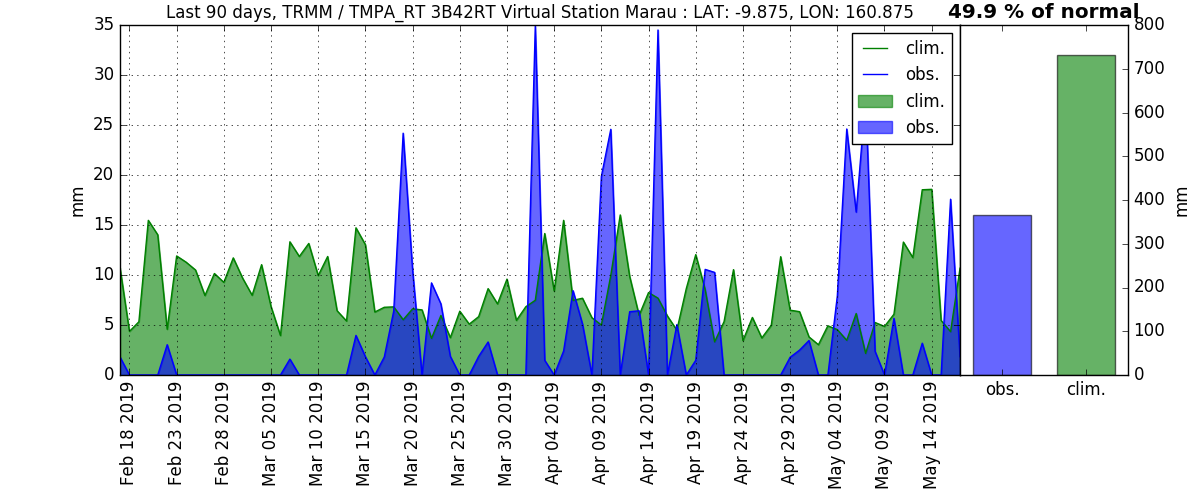 Last 90 days, TRMM / TMPA_RT 3B42RT Virtual Station Marau : LAT: -9.875, LON: 160.875
49.9 % of normal
35
30
25
20
15
10
5
0
mm
clim.
obs.
clim.
obs.
800
700
600
500
400
300
200
100
0
mm
Feb 18 2019
Feb 23 2019
Feb 28 2019
Mar 05 2019
Mar 10 2019
Mar 15 2019
Mar 20 2019
Mar 25 2019
Mar 30 2019
Apr 04 2019
Apr 09 2019
Apr 14 2019
Apr 19 2019
Apr 24 2019
Apr 29 2019
May 04 2019
May 09 2019
May 14 2019
obs.
clim.